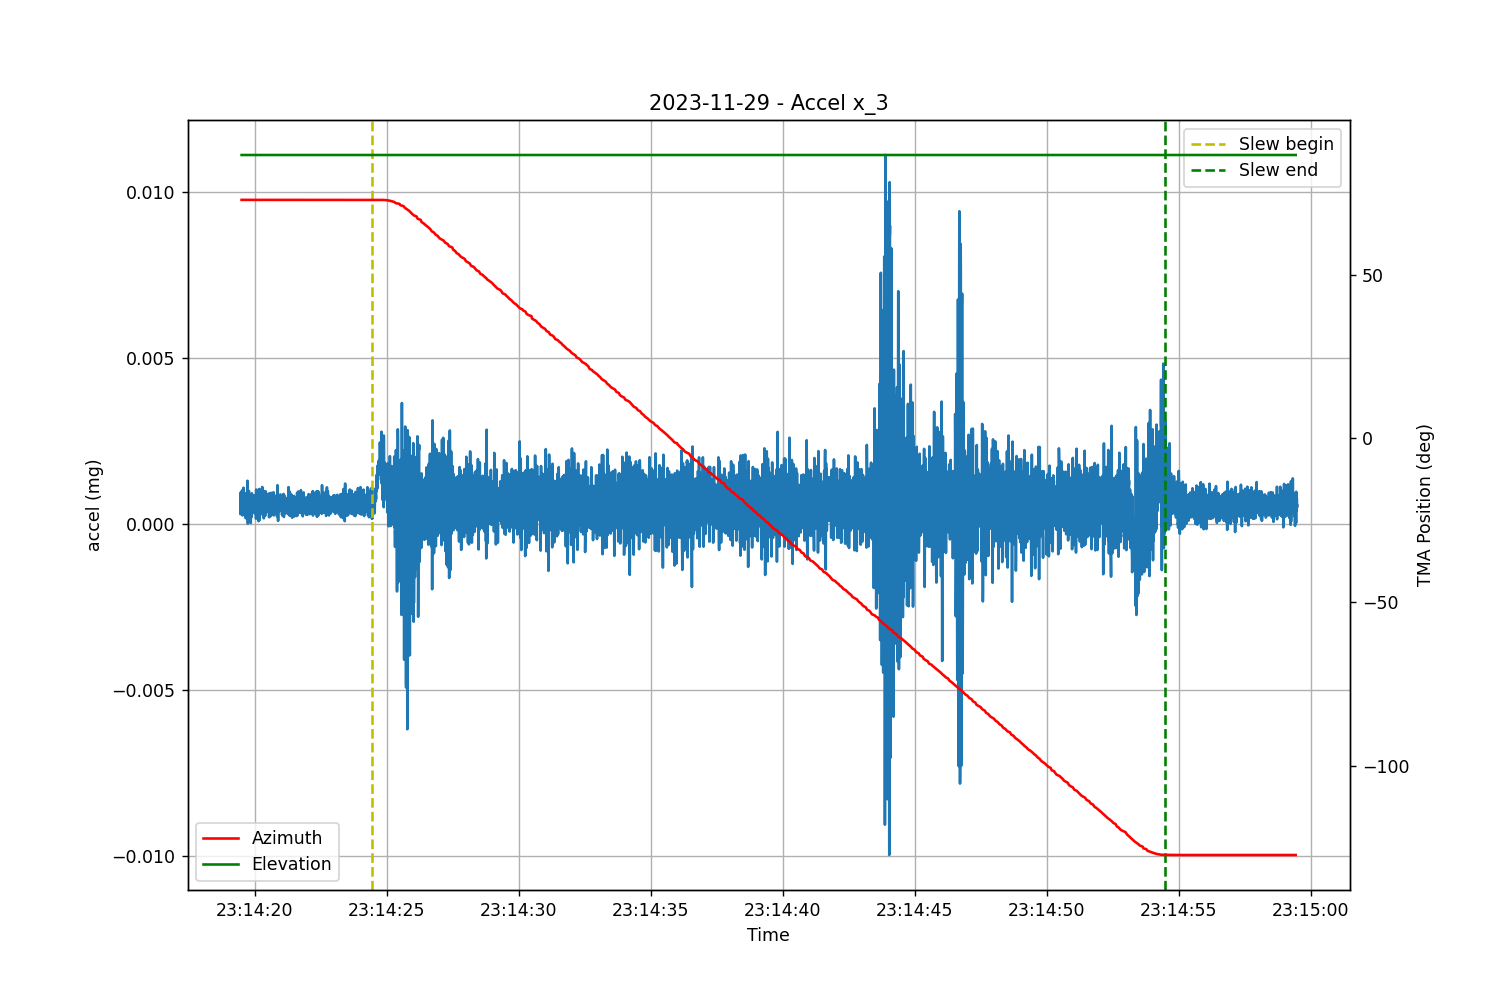 2023-11-29 - Accel x_3
Slew begin
Slew end
0.010
0.005
0.000
−0.005
−0.010
accel (mg)
50
0
−50
−100
TMA Position (deg)
Azimuth
Elevation
23:14:20 23:14:25 23:14:30 23:14:35 23:14:40 23:14:45 23:14:50 23:14:55 23:15:00
Time